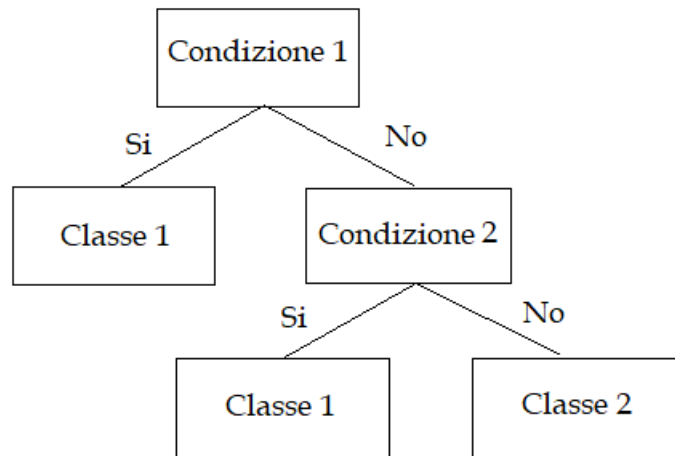 Condizione 1
Si
No
Classe 1
Condizione 2
Si
No
Classe 1
Classe 2